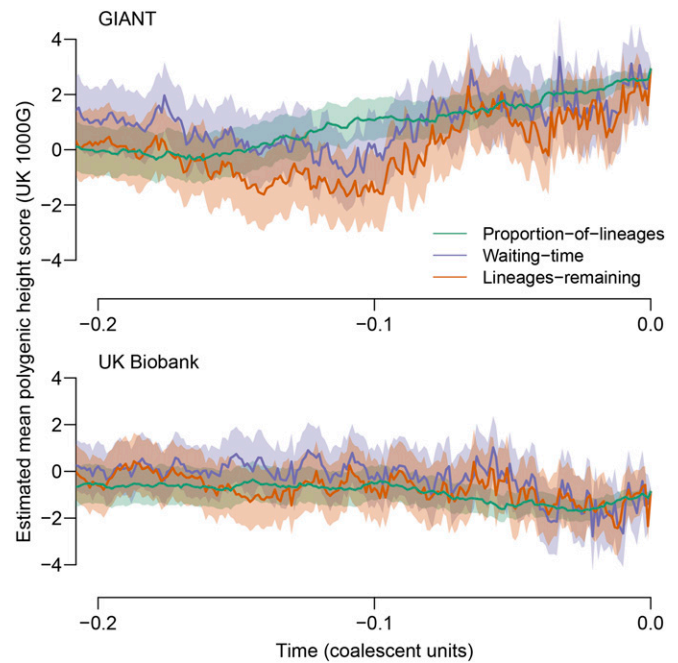 GIANT
4
2
0
−2
−4
Proportion−of−lineages
Waiting−time
Lineages−remaining
−0.2
−0.1
0.0
Estimated mean polygenic height score (UK 1000G)
UK Biobank
4
2
0
−2
−4
−0.2
−0.1
0.0
Time (coalescent units)